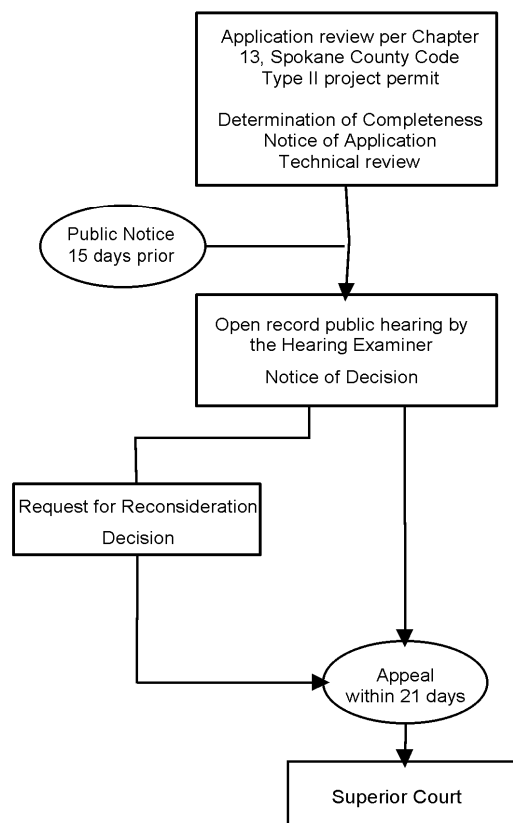 Application review per Chapter
13, Spokane County Code
Type II project permit
Determination of Completeness
Notice of Application
Technical review
Public Notice
15 days prior
Open record public hearing by
the Hearing Examiner
Notice of Decision
Request for Reconsideration
Decision
Appeal
within 21 days
Superior Court